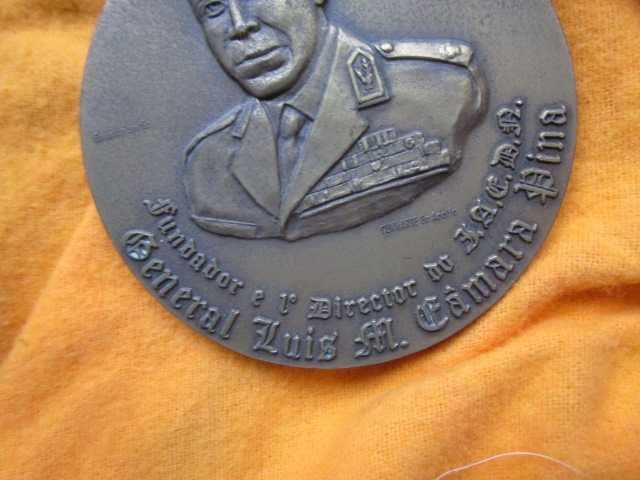 Fundador e 1º Director do I.A.E.D.N.
General Luis M. Câmara Pina